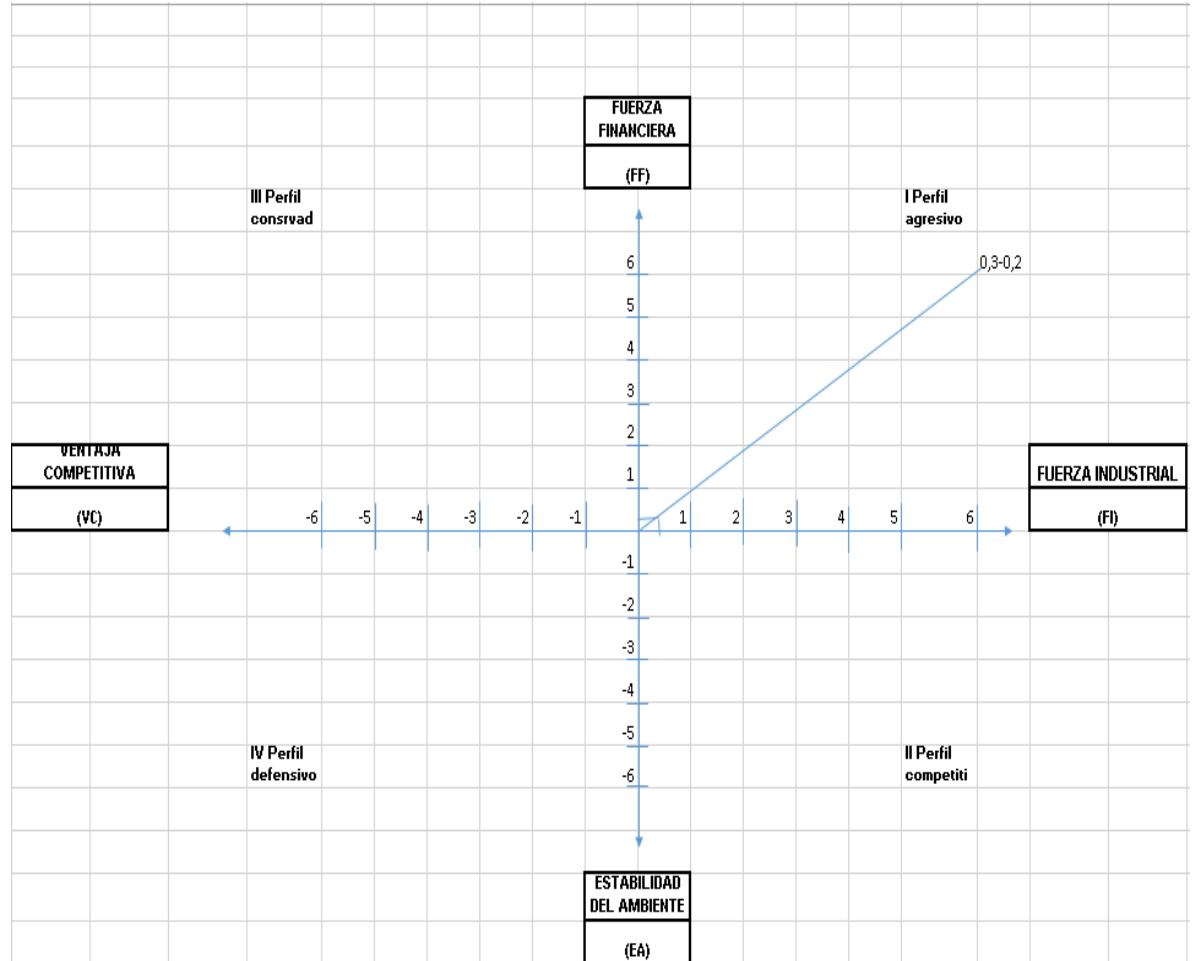 FUERZA
FINANCIERA
(FF)
III Perfil
consrvad
I Perfil
agresivo
0,3-0,2
6
5
4
3
2
1
VENTAJA
COMPETITIVA
(VC)
FUERZA INDUSTRIAL
(FI)
-6 -5 -4 -3 -2 -1 1 2 3 4 5 6
-1
-2
-3
-4
-5
-6
IV Perfil
defensivo
II Perfil
competiti
ESTABILIDAD
DEL AMBIENTE
(EA)